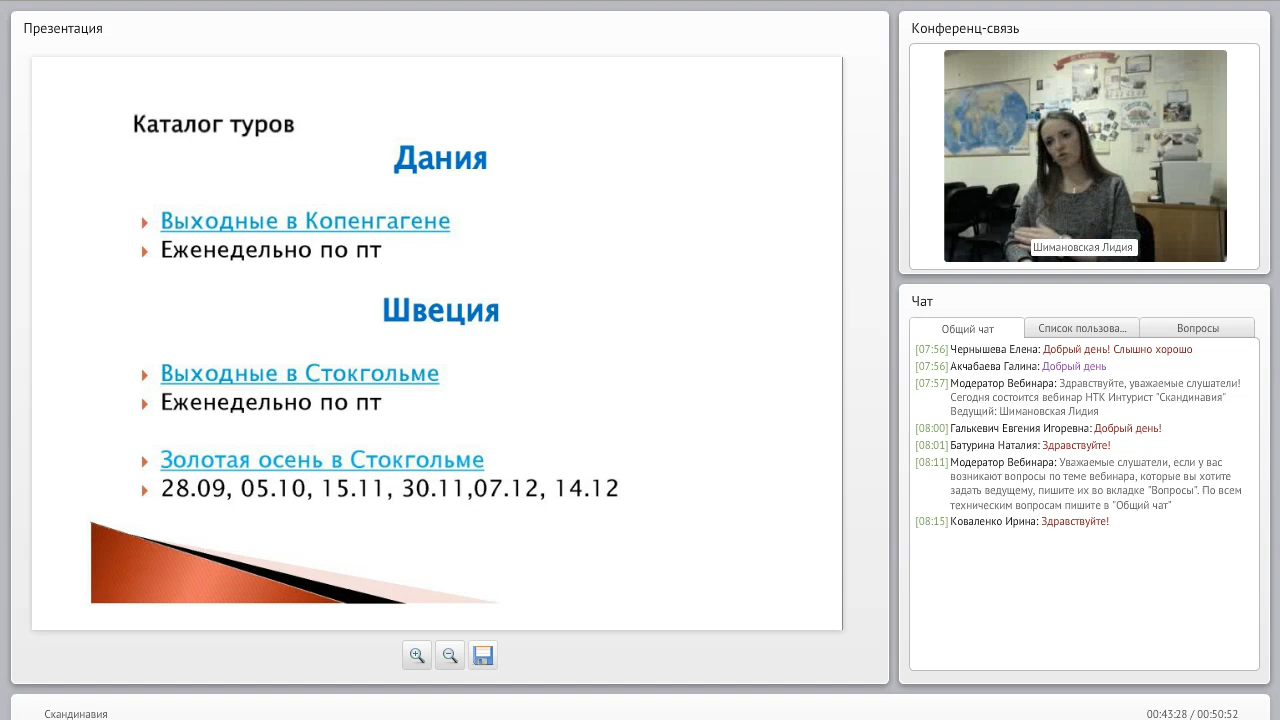 Презентация
Каталог туров
Дания
Выходные в Копенгагене
Еженедельно по пт
Швеция
Выходные в Стокгольме
Еженедельно по пт
Золотая осень в Стокгольме
28.09, 05.10, 15.11, 30.11,07.12, 14.12
Конференц-связь
Шимановская Лидия
Чат
Общий чат
Список пользова...
Вопросы
[07:56] Чернышева Елена: Добрый день! Слышно хорошо
[07:56] Акчабаева Галина: Добрый день
[07:57] Модератор Вебинара: Здравствуйте, уважаемые слушатели!
Сегодня состоится вебинар НТК Интурист "Скандинавия"
Ведущий: Шимановская Лидия
[08:00] Галькевич Евгения Игоревна: Добрый день!
[08:01] Батурина Наталия: Здравствуйте!
[08:11] Модератор Вебинара: Уважаемые слушатели, если у вас
возникают вопросы по теме вебинара, которые вы хотите
задать ведущему, пишите их во вкладке "Вопросы". По всем
техническим вопросам пишите в "Общий чат"
[08:15] Коваленко Ирина: Здравствуйте!
Скандинавия
00:43:28 / 00:50:52